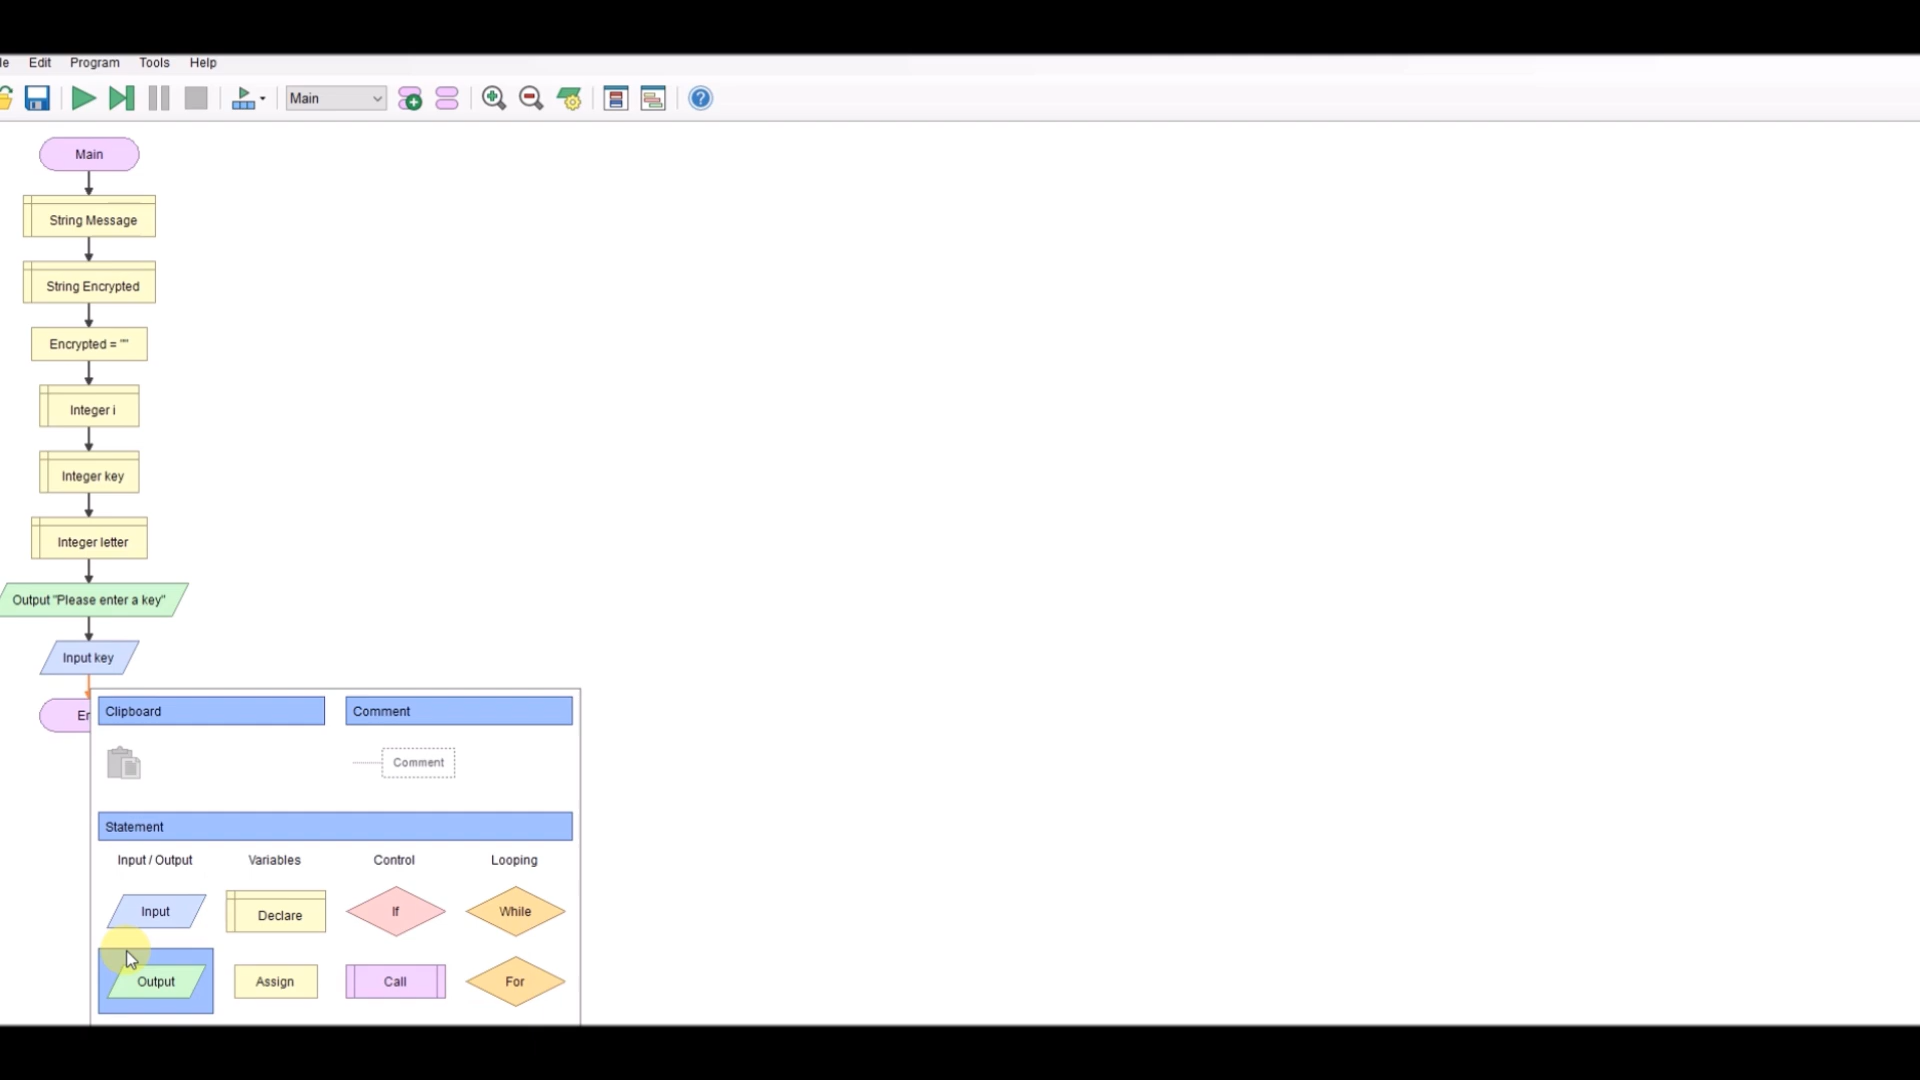 le Edit Program Tools Help
Main
Main
String Message
String Encrypted
Encrypted = ""
Integer i
Integer key
Integer letter
Output "Please enter a key"
Input key
Er
Clipboard Comment
Comment
Statement
Input / Output Variables Control Looping
Input Declare If While
Output Assign Call For